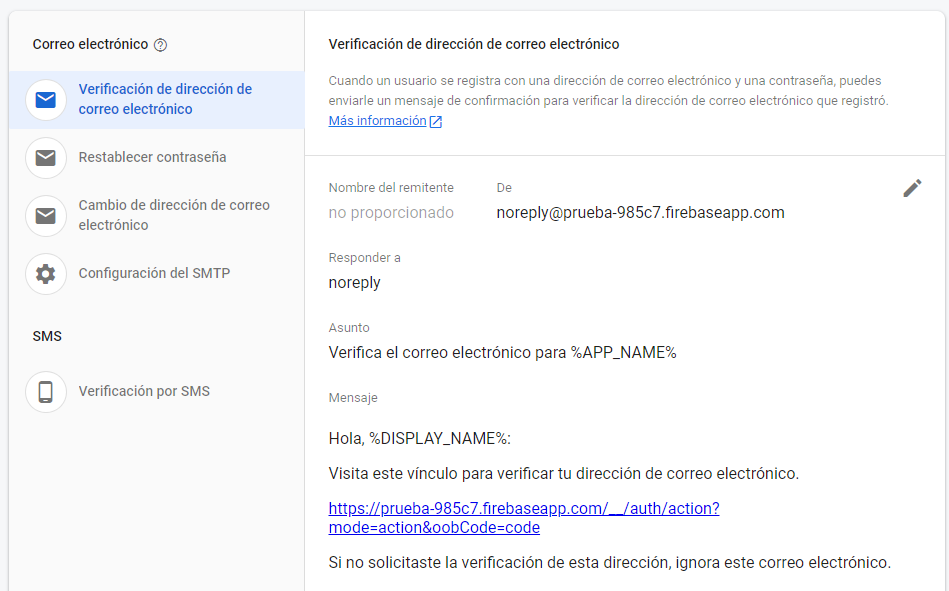 Correo electrónico
Verificación de dirección de
correo electrónico
Restablecer contraseña
Cambio de dirección de correo
electrónico
Configuración del SMTP
SMS
Verificación por SMS
Verificación de dirección de correo electrónico
Cuando un usuario se registra con una dirección de correo electrónico y una contraseña, puedes
enviarle un mensaje de confirmación para verificar la dirección de correo electrónico que registró.
Más información
Nombre del remitente
no proporcionado
De
noreply@prueba-985c7.firebaseapp.com
Responder a
noreply
Asunto
Verifica el correo electrónico para %APP_NAME%
Mensaje
Hola, %DISPLAY_NAME%:
Visita este vínculo para verificar tu dirección de correo electrónico.
https://prueba-985c7.firebaseapp.com/__/auth/action?
mode=action&oobCode=code
Si no solicitaste la verificación de esta dirección, ignora este correo electrónico.